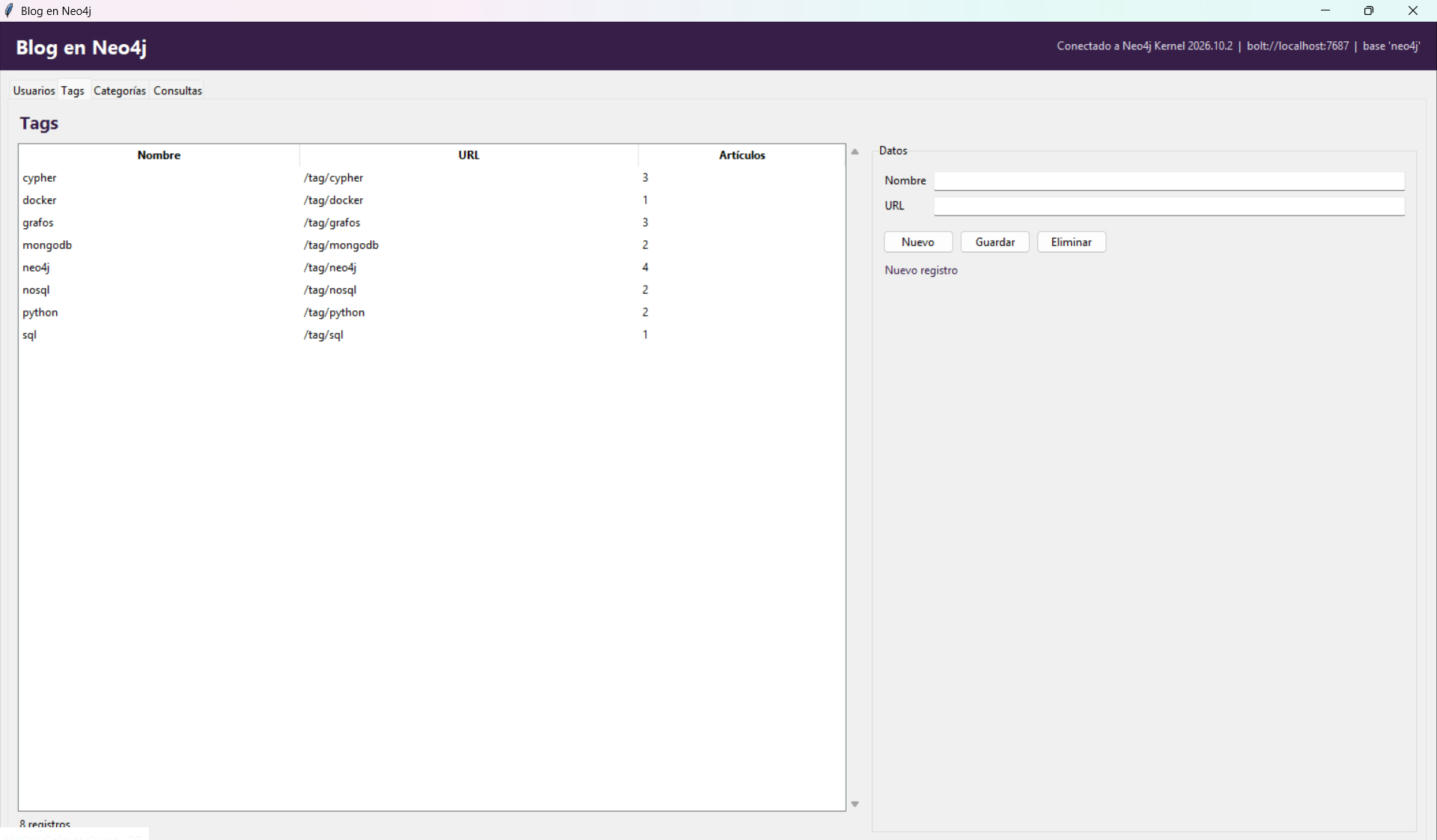 Blog en Neo4j
Blog en Neo4j
Conectado a Neo4j Kernel 2026.10.2 | bolt://localhost:7687 | base 'neo4j'
Usuarios Tags Categorías Consultas
Tags
Nombre URL Artículos
cypher /tag/cypher 3
docker /tag/docker 1
grafos /tag/grafos 3
mongodb /tag/mongodb 2
neo4j /tag/neo4j 4
nosql /tag/nosql 2
python /tag/python 2
sql /tag/sql 1
8 registros
Datos
Nombre
URL
Nuevo Guardar Eliminar
Nuevo registro